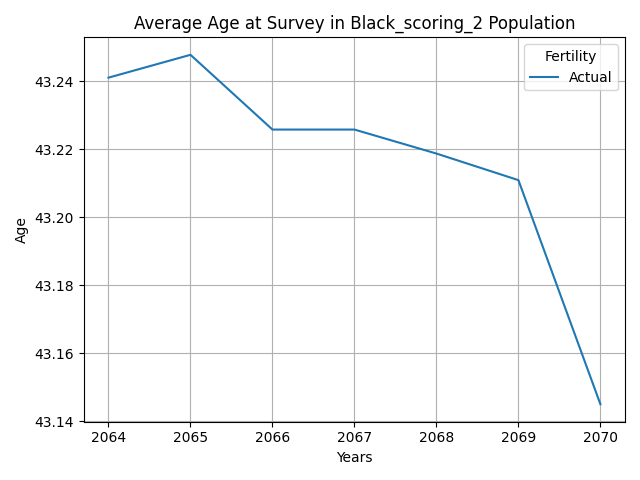 Average Age at Survey in Black_scoring_2 Population
Fertility
Actual
43.24
43.22
43.20
43.18
43.16
43.14
Age
2064 2065 2066 2067 2068 2069 2070
Years